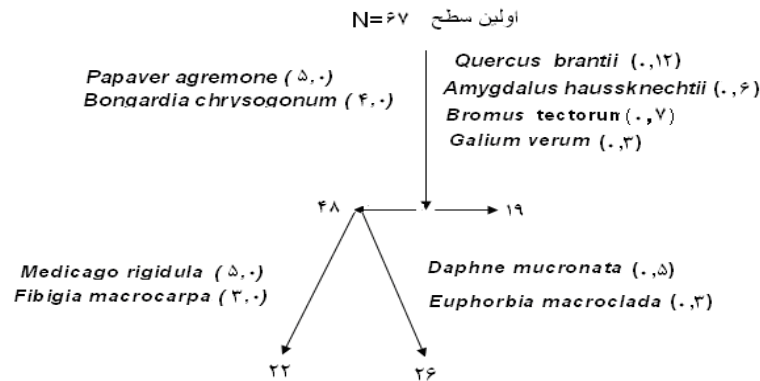 اولین سطح N=۶۷
Papaver agremone (۵,۰)
Bongardia chrysogonum (۴,۰)
Quercus brantii (۰,۱۲)
Amygdalus haussknechtii (۰,۶)
Bromus tectorun (۰,۷)
Galium verum (۰,۳)
۴۸
۱۹
Medicago rigidula (۵,۰)
Fibigia macrocarpa (۳,۰)
Daphne mucronata (۰,۵)
Euphorbia macroclada (۰,۳)
۲۲
۲۶